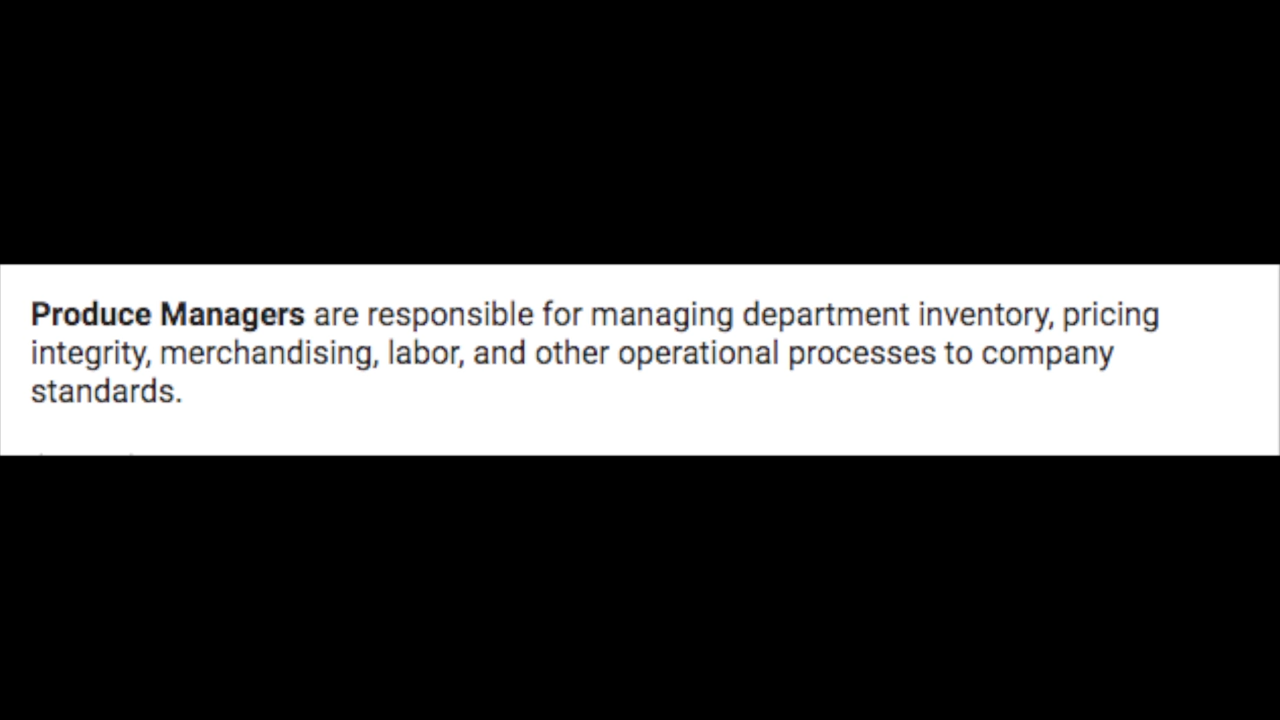 Produce Managers are responsible for managing department inventory, pricing
integrity, merchandising, labor, and other operational processes to company
standards.